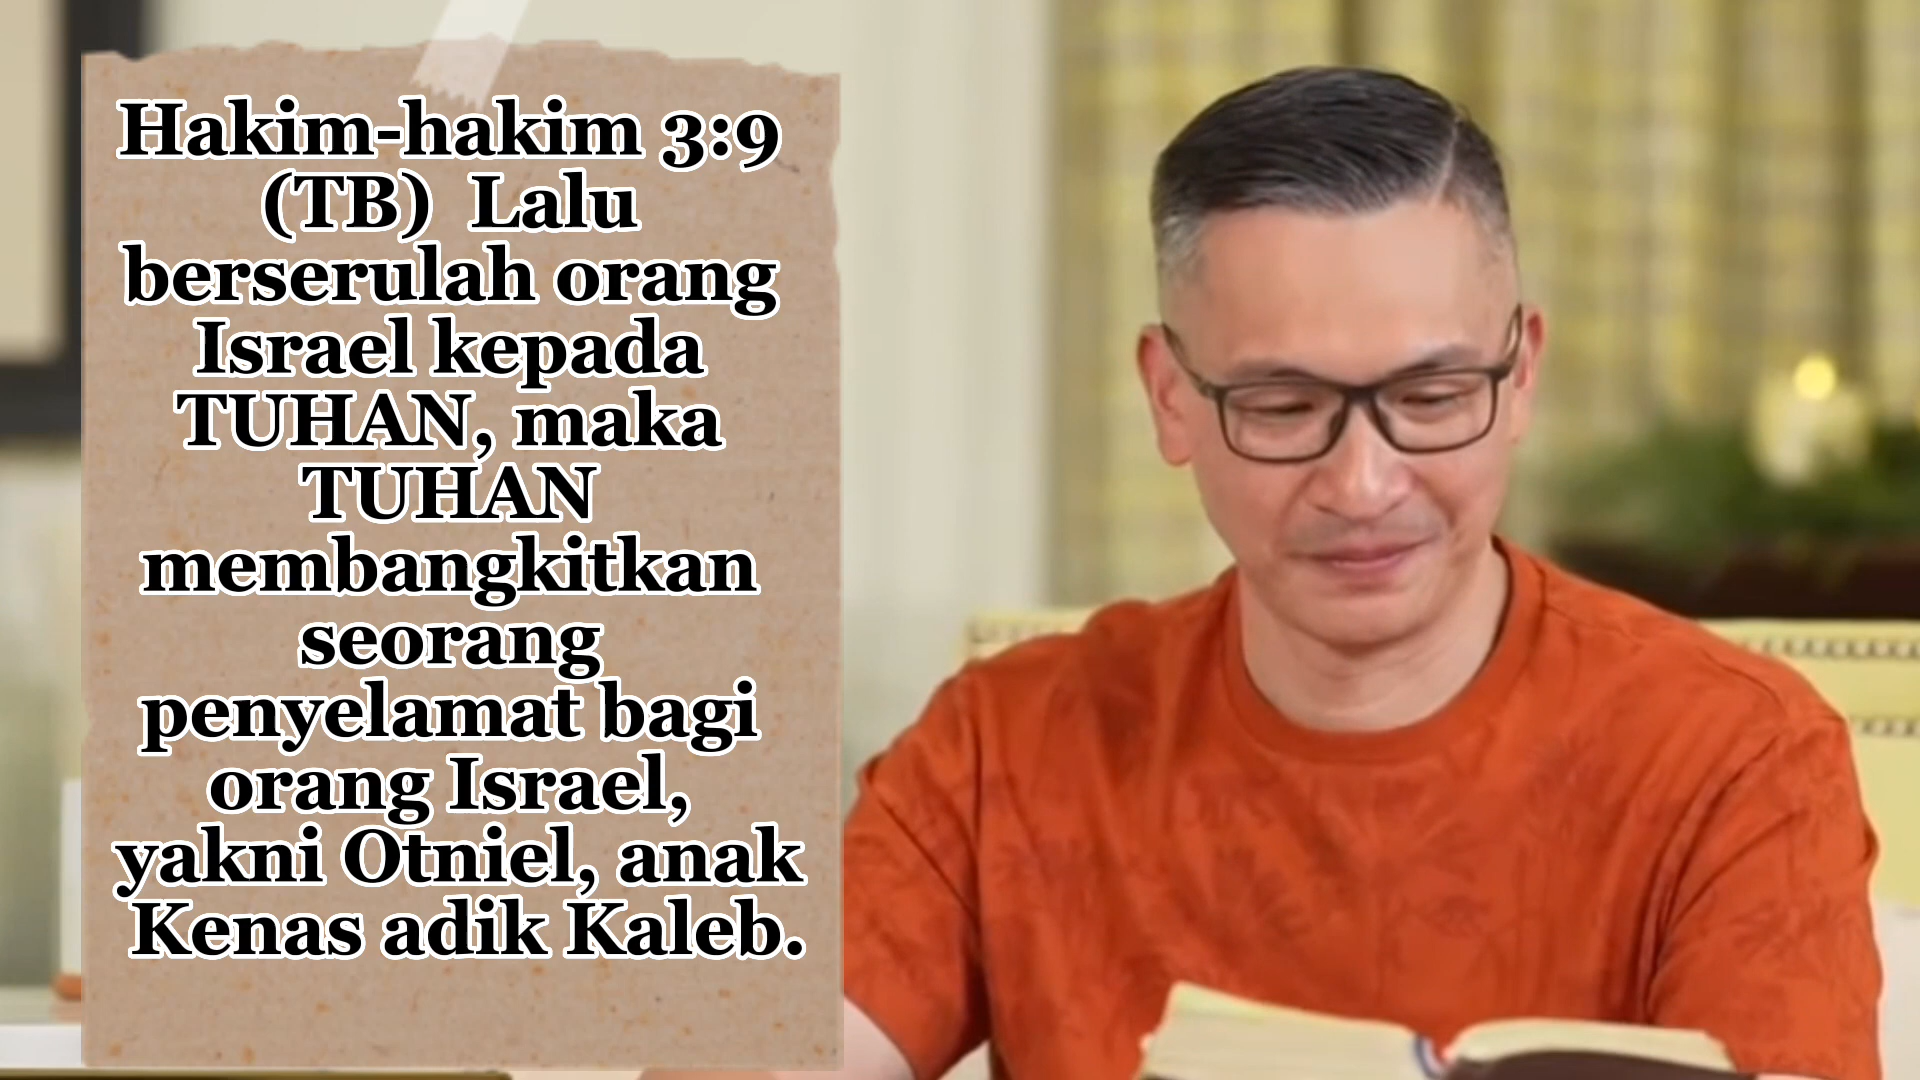 Hakim-hakim 3:9
(TB)  Lalu
berserulah orang
Israel kepada
TUHAN, maka
TUHAN
membangkitkan
seorang
penyelamat bagi
orang Israel,
yakni Otniel, anak
Kenas adik Kaleb.